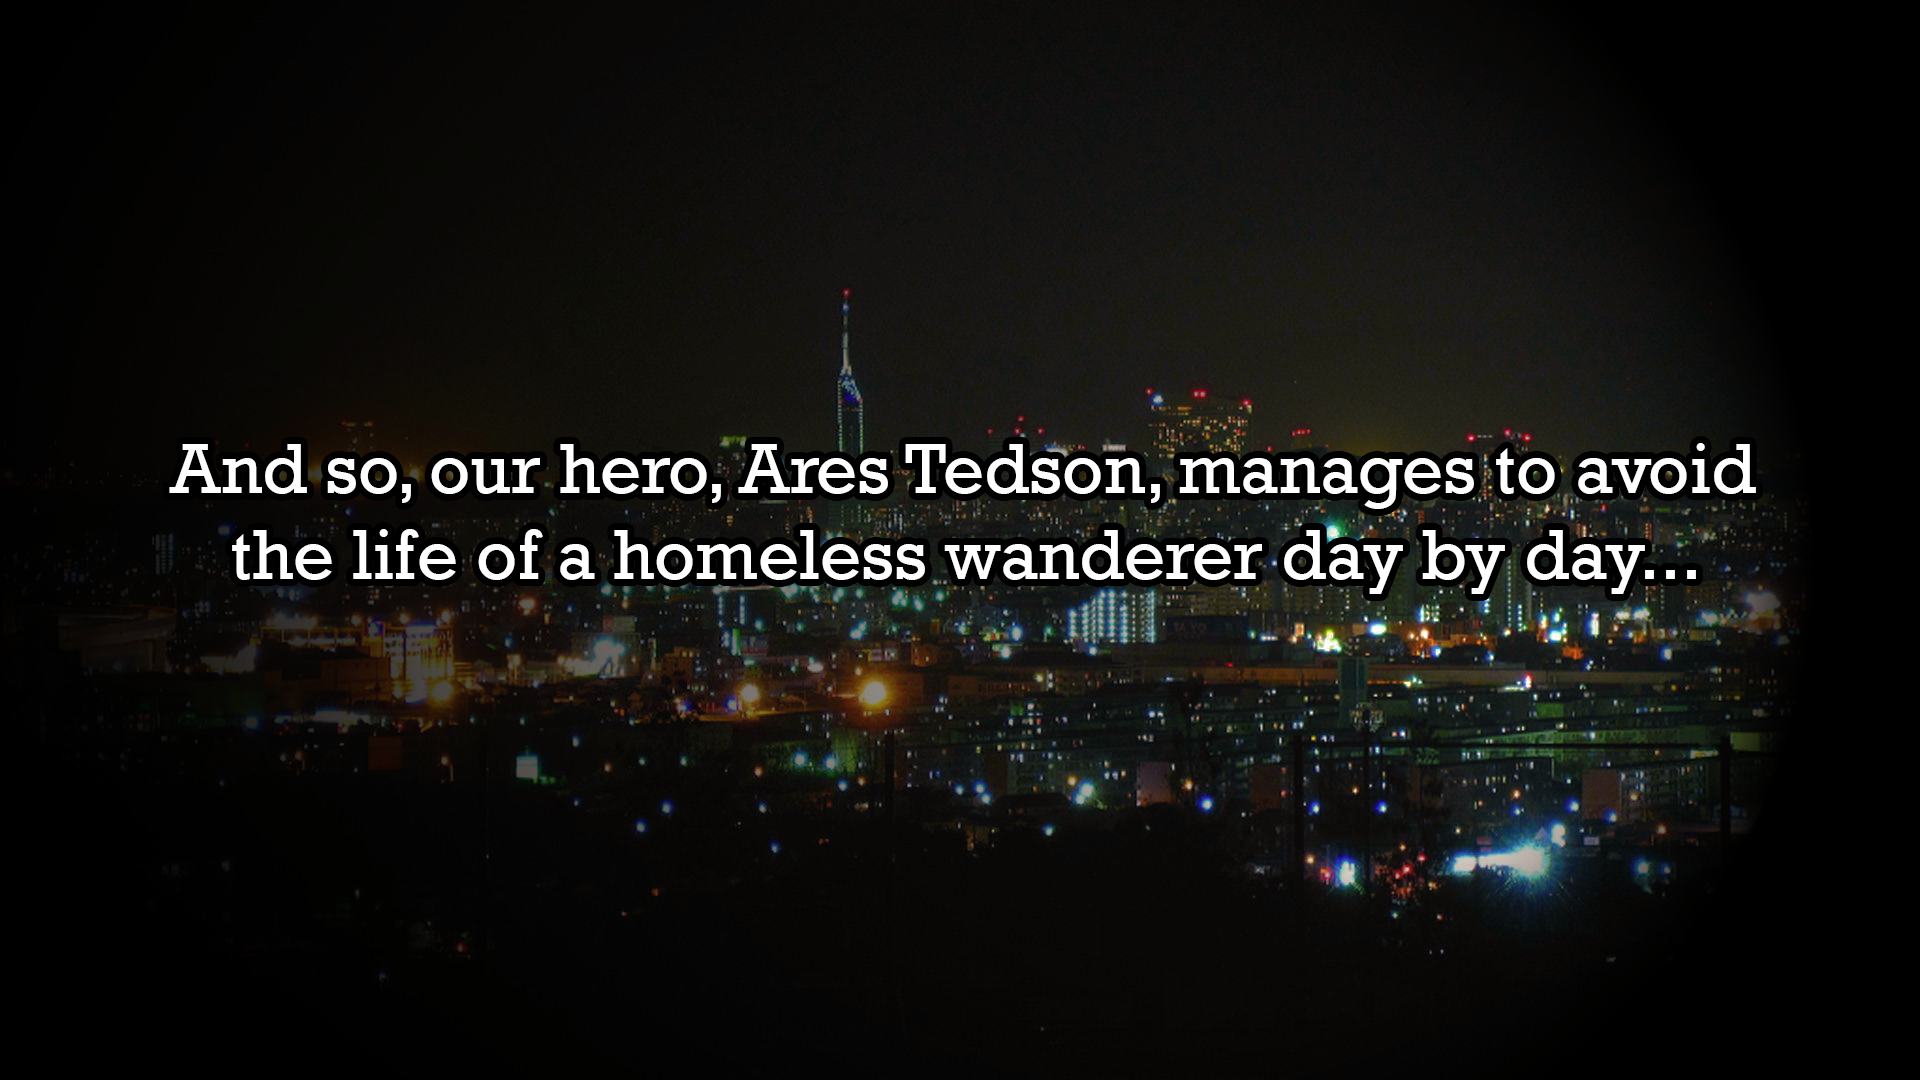 And so, our hero, Ares Tedson, manages to avoid
the life of a homeless wanderer day by day...